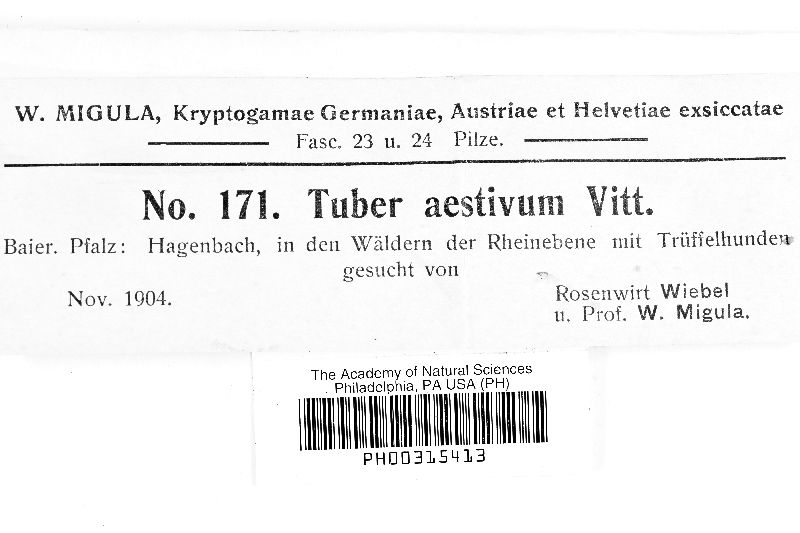 W. MIGULA, Kryptogamae Germaniae, Austriae et Helvetiae exsiccatae
Fasc. 23 u. 24 Pilze.
No. 171. Tuber aestivum Vitt.
Baier. Pfalz: Hagenbach, in den Wäldern der Rheinebene mit Trüffelhunden
gesucht von
Nov. 1904.
Rosenwirt Wiebel
u. Prof. W. Migula.
The Academy of Natural Sciences
Philadelphia, PA USA (PH)
PH00315413